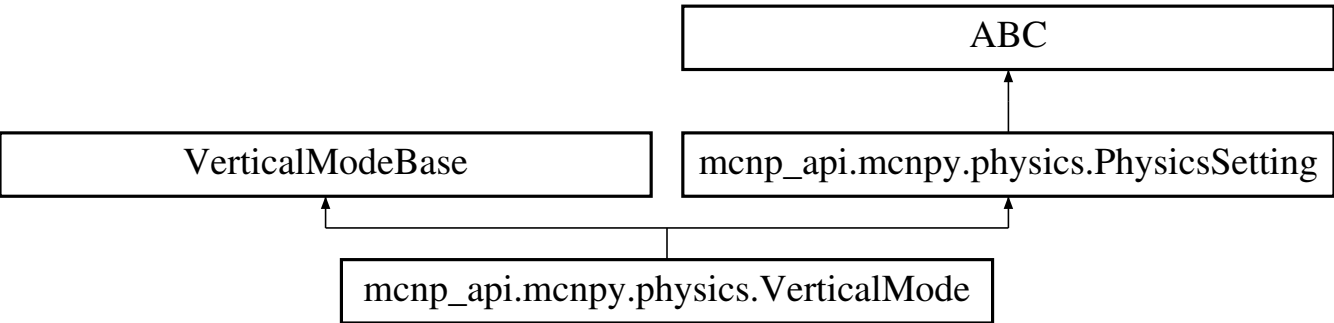 ABC
VerticalModeBase
mcnp_api.mcnpy.physics.PhysicsSetting
mcnp_api.mcnpy.physics.VerticalMode